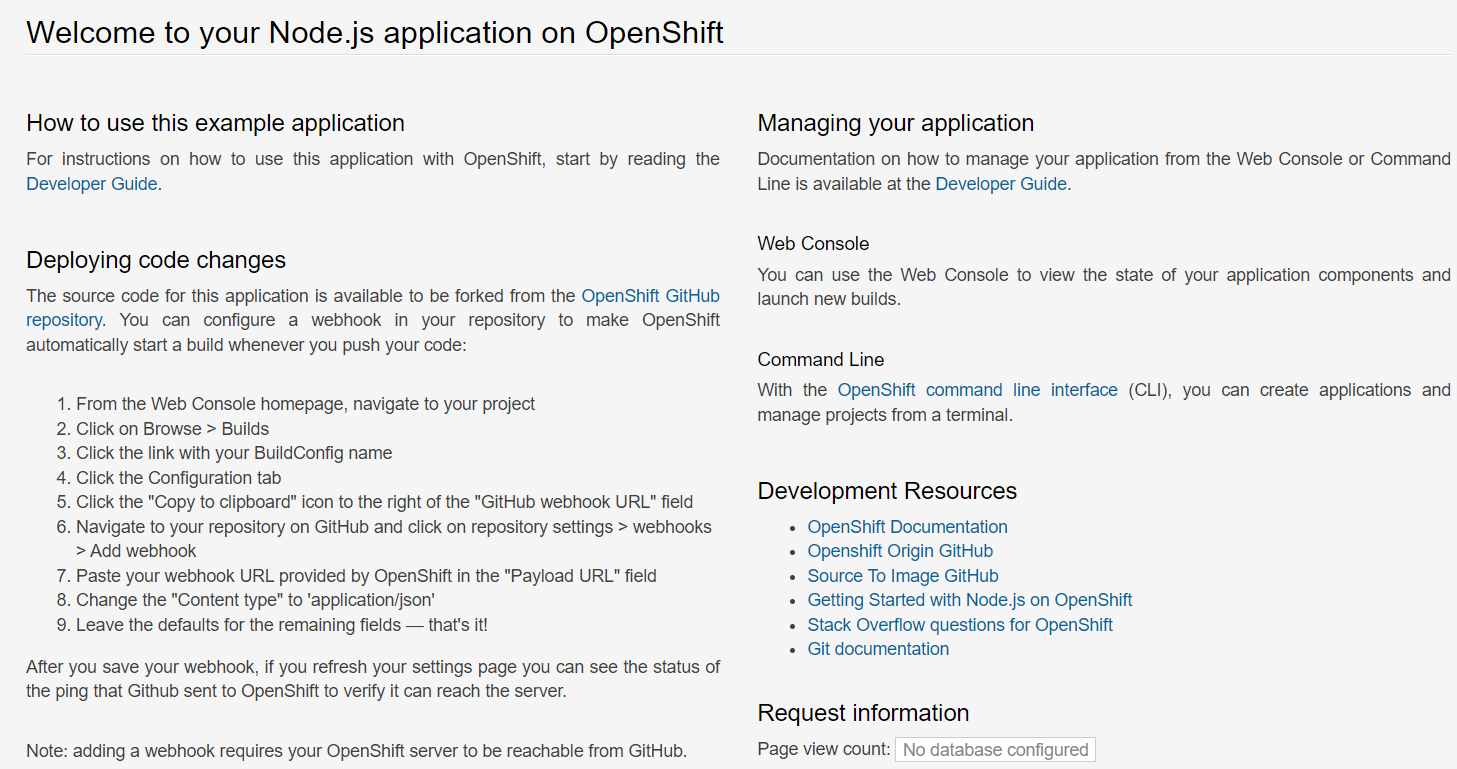 Welcome to your Node.js application on OpenShift
How to use this example application
For instructions on how to use this application with OpenShift, start by reading the
Developer Guide.
Deploying code changes
The source code for this application is available to be forked from the OpenShift GitHub
repository. You can configure a webhook in your repository to make OpenShift
automatically start a build whenever you push your code:
1. From the Web Console homepage, navigate to your project
2. Click on Browse > Builds
3. Click the link with your BuildConfig name
4. Click the Configuration tab
5. Click the "Copy to clipboard" icon to the right of the "GitHub webhook URL" field
6. Navigate to your repository on GitHub and click on repository settings > webhooks
> Add webhook
7. Paste your webhook URL provided by OpenShift in the "Payload URL" field
8. Change the "Content type" to 'application/json'
9. Leave the defaults for the remaining fields — that's it!
After you save your webhook, if you refresh your settings page you can see the status of
the ping that Github sent to OpenShift to verify it can reach the server.
Note: adding a webhook requires your OpenShift server to be reachable from GitHub.
Managing your application
Documentation on how to manage your application from the Web Console or Command
Line is available at the Developer Guide.
Web Console
You can use the Web Console to view the state of your application components and
launch new builds.
Command Line
With the OpenShift command line interface (CLI), you can create applications and
manage projects from a terminal.
Development Resources
• OpenShift Documentation
• Openshift Origin GitHub
• Source To Image GitHub
• Getting Started with Node.js on OpenShift
• Stack Overflow questions for OpenShift
• Git documentation
Request information
Page view count: No database configured